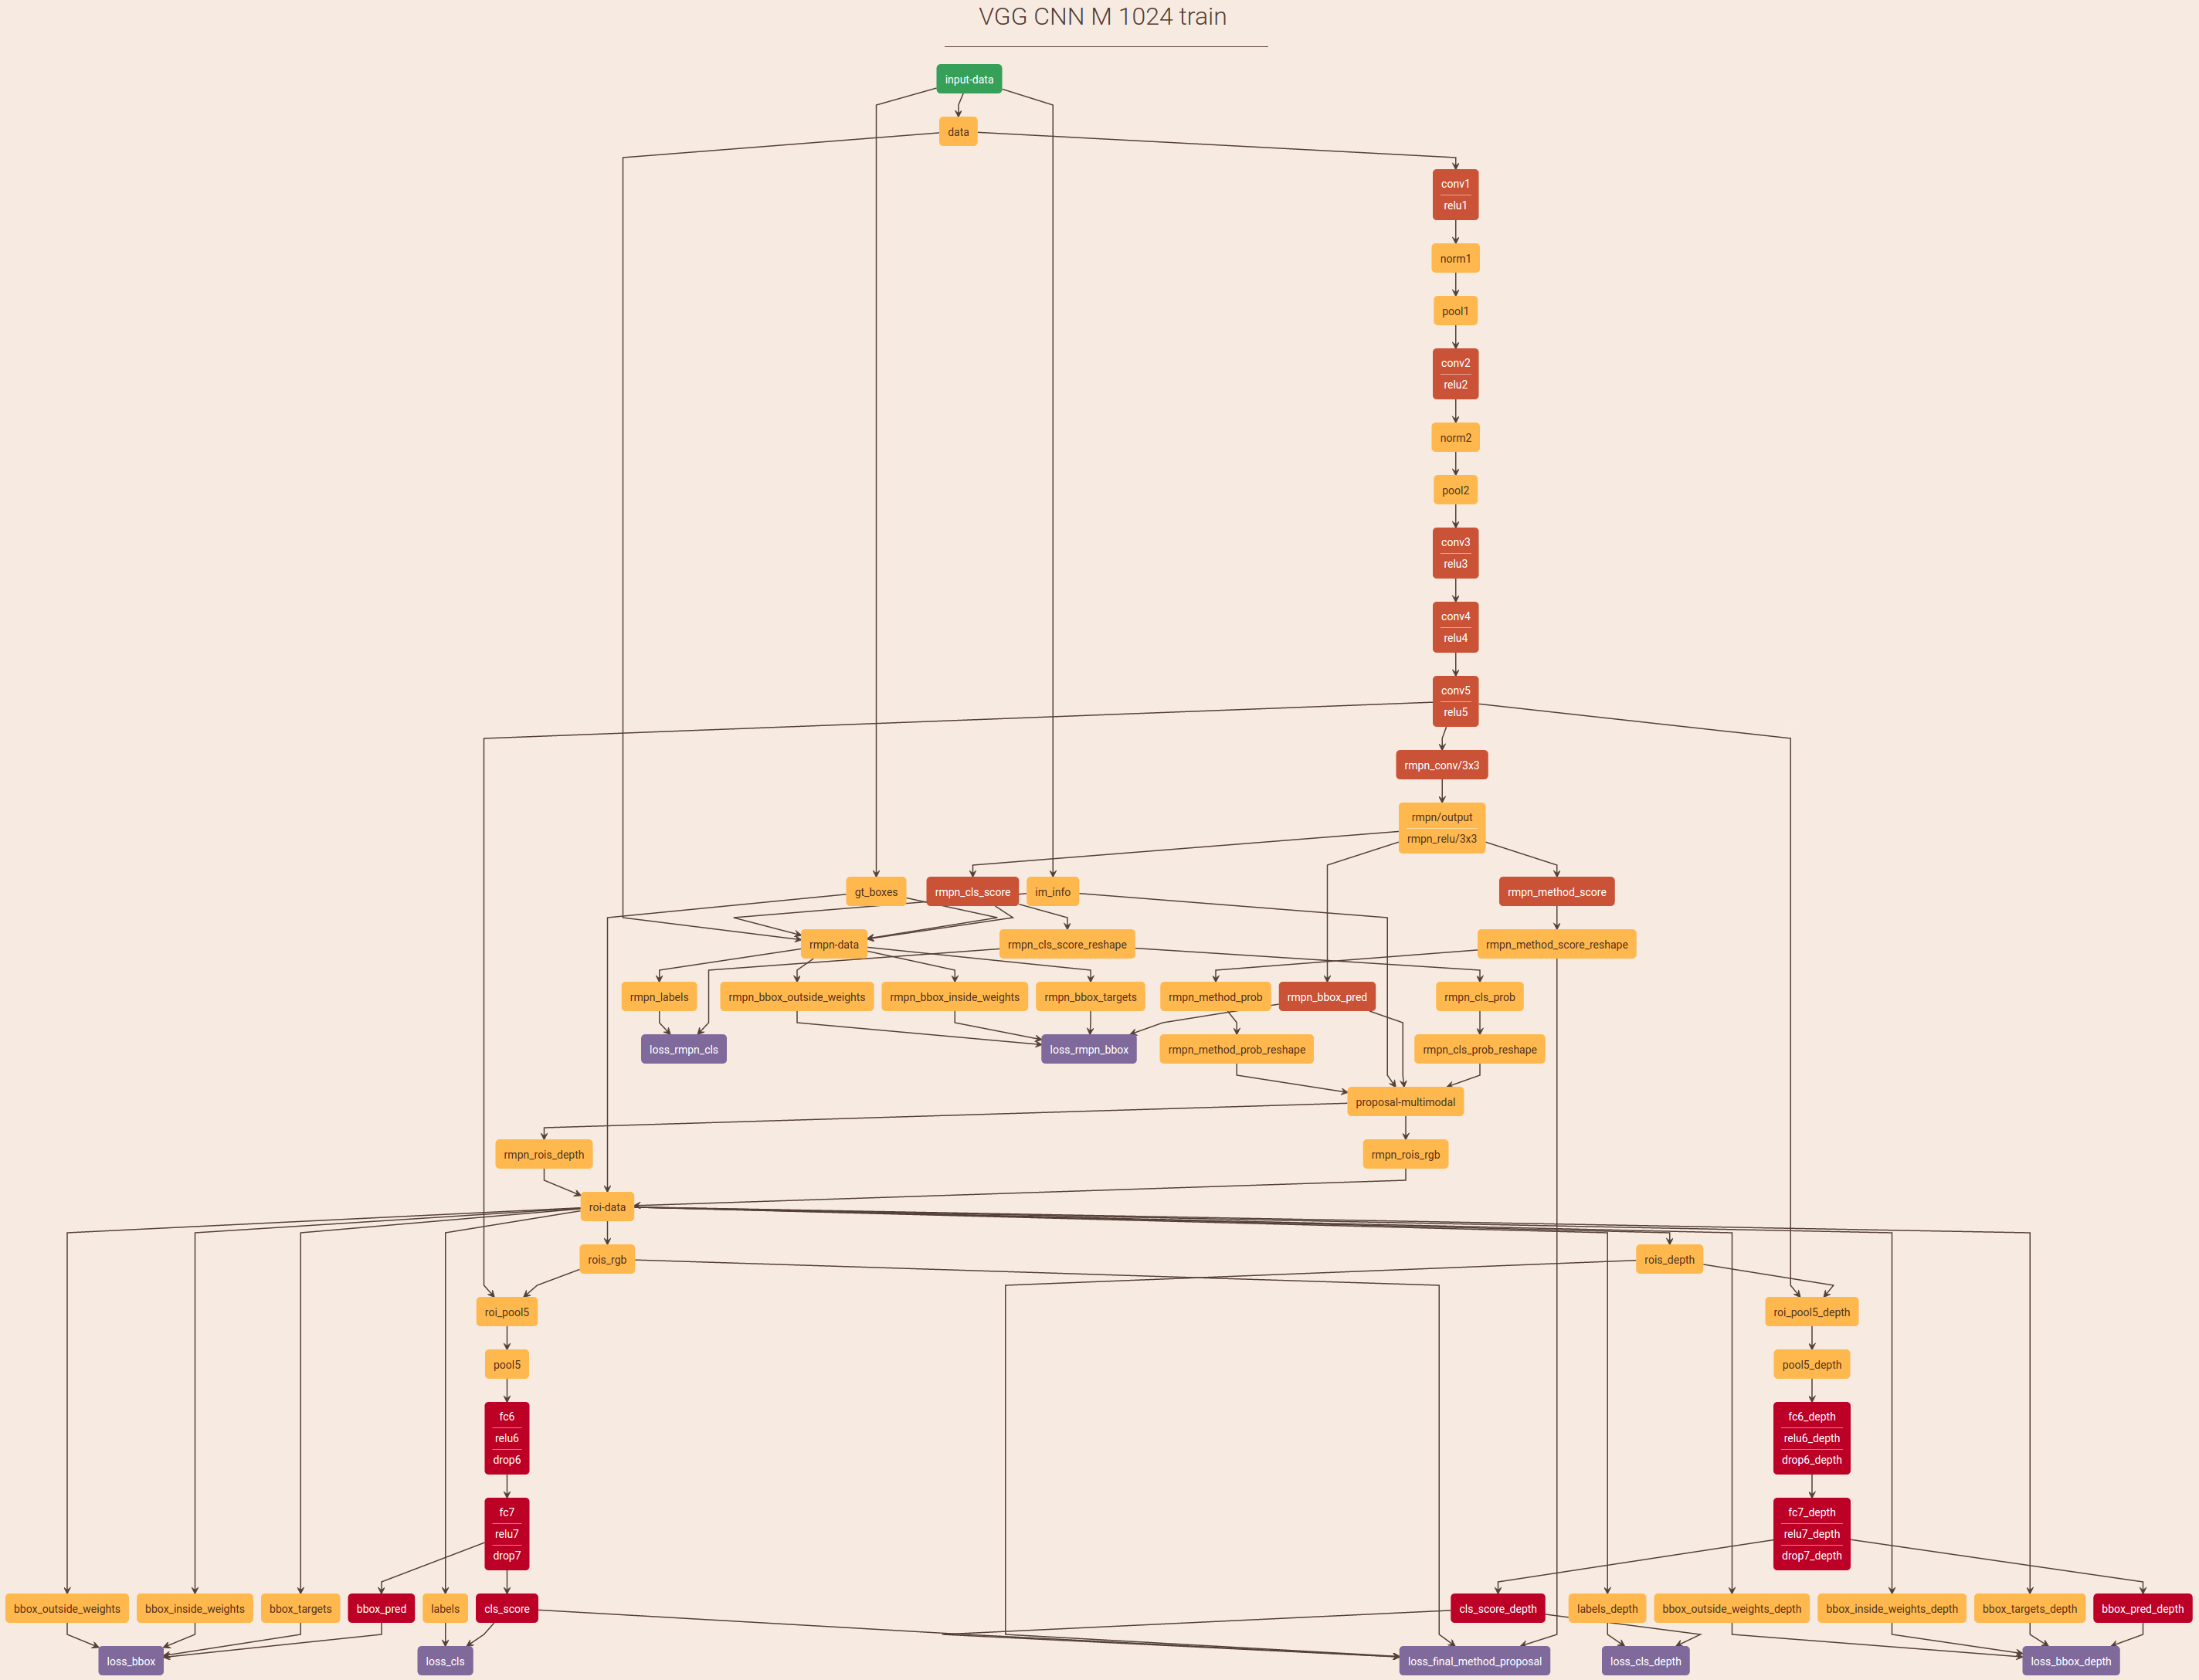 VGG CNN M 1024 train
input-data
data
conv1
relu1
norm1
pool1
conv2
relu2
norm2
pool2
conv3
relu3
conv4
relu4
conv5
relu5
rmpn_conv/3x3
rmpn/output
rmpn_relu/3x3
gt_boxes
rmpn_cls_score
im_info
rmpn_method_score
rmpn-data
rmpn_cls_score_reshape
rmpn_method_score_reshape
rmpn_labels
rmpn_bbox_outside_weights
rmpn_bbox_inside_weights
rmpn_bbox_targets
rmpn_method_prob
rmpn_bbox_pred
rmpn_cls_prob
loss_rmpn_cls
loss_rmpn_bbox
rmpn_method_prob_reshape
rmpn_cls_prob_reshape
proposal-multimodal
rmpn_rois_depth
rmpn_rois_rgb
roi-data
rois_rgb
rois_depth
roi_pool5
roi_pool5_depth
pool5
pool5_depth
fc6
relu6
drop6
fc6_depth
relu6_depth
drop6_depth
fc7
relu7
drop7
fc7_depth
relu7_depth
drop7_depth
bbox_outside_weights
bbox_inside_weights
bbox_targets
bbox_pred
labels
cls_score
cls_score_depth
labels_depth
bbox_outside_weights_depth
bbox_inside_weights_depth
bbox_targets_depth
bbox_pred_depth
loss_bbox
loss_cls
loss_final_method_proposal
loss_cls_depth
loss_bbox_depth